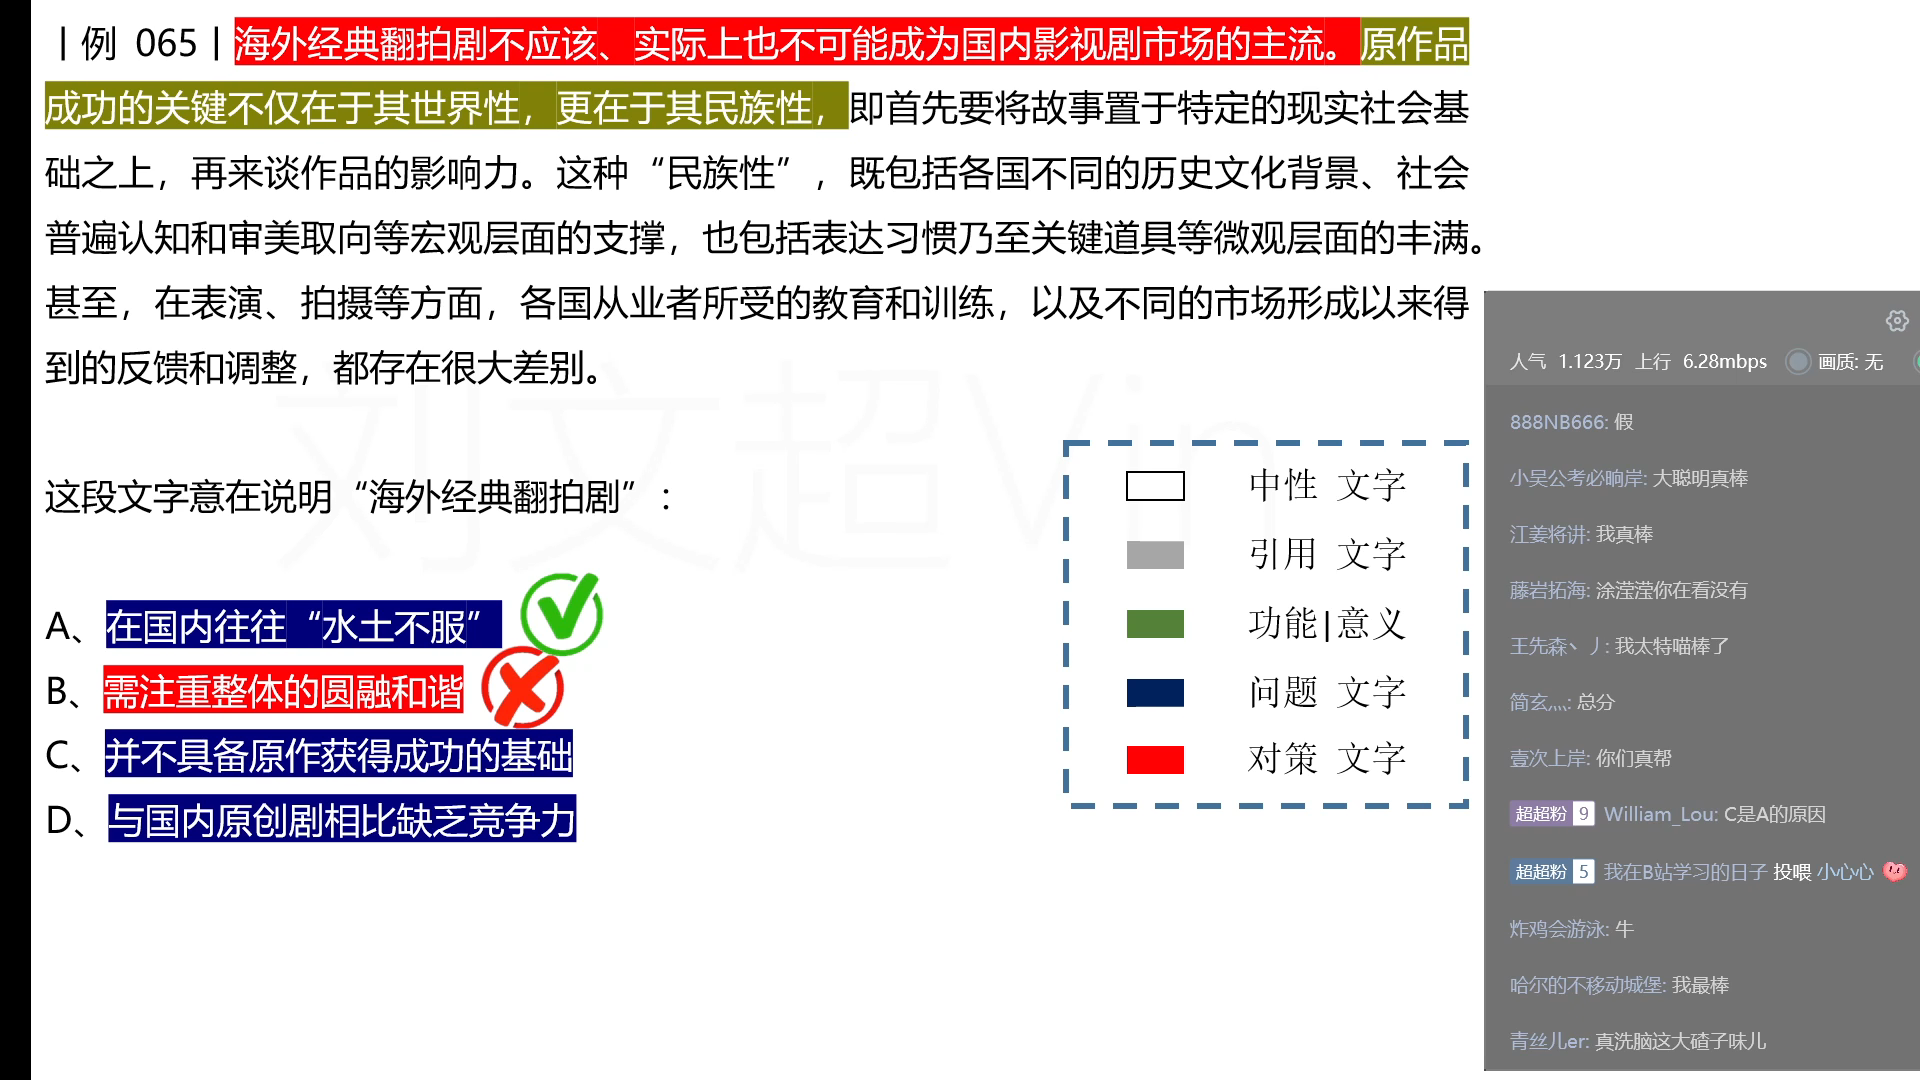 丨例 065丨海外经典翻拍剧不应该、实际上也不可能成为国内影视剧市场的主流。原作品
成功的关键不仅在于其世界性，更在于其民族性，即首先要将故事置于特定的现实社会基
础之上，再来谈作品的影响力。这种“民族性”，既包括各国不同的历史文化背景、社会
普遍认知和审美取向等宏观层面的支撑，也包括表达习惯乃至关键道具等微观层面的丰满。
甚至，在表演、拍摄等方面，各国从业者所受的教育和训练，以及不同的市场形成以来得
到的反馈和调整，都存在很大差别。
刘文超Vin
这段文字意在说明“海外经典翻拍剧”：
A、在国内往往“水土不服”
B、需注重整体的圆融和谐
C、并不具备原作获得成功的基础
D、与国内原创剧相比缺乏竞争力
中性 文字
引用 文字
功能|意义
问题 文字
对策 文字
人气 1.123万 上行 6.28mbps 画质: 无
888NB666: 假
小吴公考必晌岸: 大聪明真棒
江姜将讲: 我真棒
藤岩拓海: 涂滢滢你在看没有
王先森丶丿: 我太特喵棒了
简玄灬: 总分
壹次上岸: 你们真帮
超超粉 9 William_Lou: C是A的原因
超超粉 5 我在B站学习的日子 投喂 小心心
炸鸡会游泳: 牛
哈尔的不移动城堡: 我最棒
青丝儿er: 真洗脑这大碴子味儿